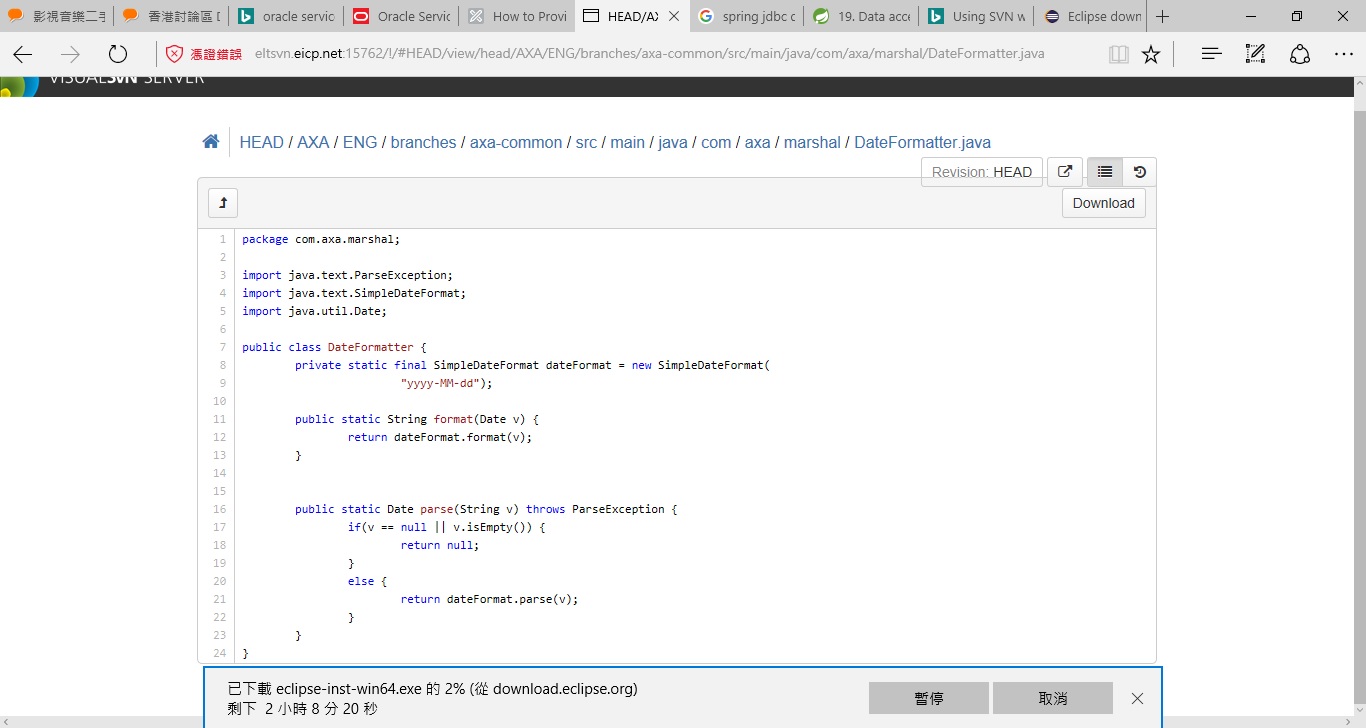 影視音樂二手
香港討論區
oracle servic
Oracle Servic
How to Provi
HEAD/AX
spring jdbc c
19. Data acce
Using SVN w
Eclipse down
憑證錯誤 eltsvn.eicp.net:15762/!/#HEAD/view/head/AXA/ENG/branches/axa-common/src/main/java/com/axa/marshal/DateFormatter.java
VISUALSVN SERVER
HEAD / AXA / ENG / branches / axa-common / src / main / java / com / axa / marshal / DateFormatter.java
Revision: HEAD
Download
1 package com.axa.marshal;
2
3 import java.text.ParseException;
4 import java.text.SimpleDateFormat;
5 import java.util.Date;
6
7 public class DateFormatter {
8 private static final SimpleDateFormat dateFormat = new SimpleDateFormat(
9 "yyyy-MM-dd");
10
11 public static String format(Date v) {
12 return dateFormat.format(v);
13 }
14
15
16 public static Date parse(String v) throws ParseException {
17 if(v == null || v.isEmpty()) {
18 return null;
19 }
20 else {
21 return dateFormat.parse(v);
22 }
23 }
24 }
已下載 eclipse-inst-win64.exe 的 2% (從 download.eclipse.org)
剩下 2 小時 8 分 20 秒
暫停
取消